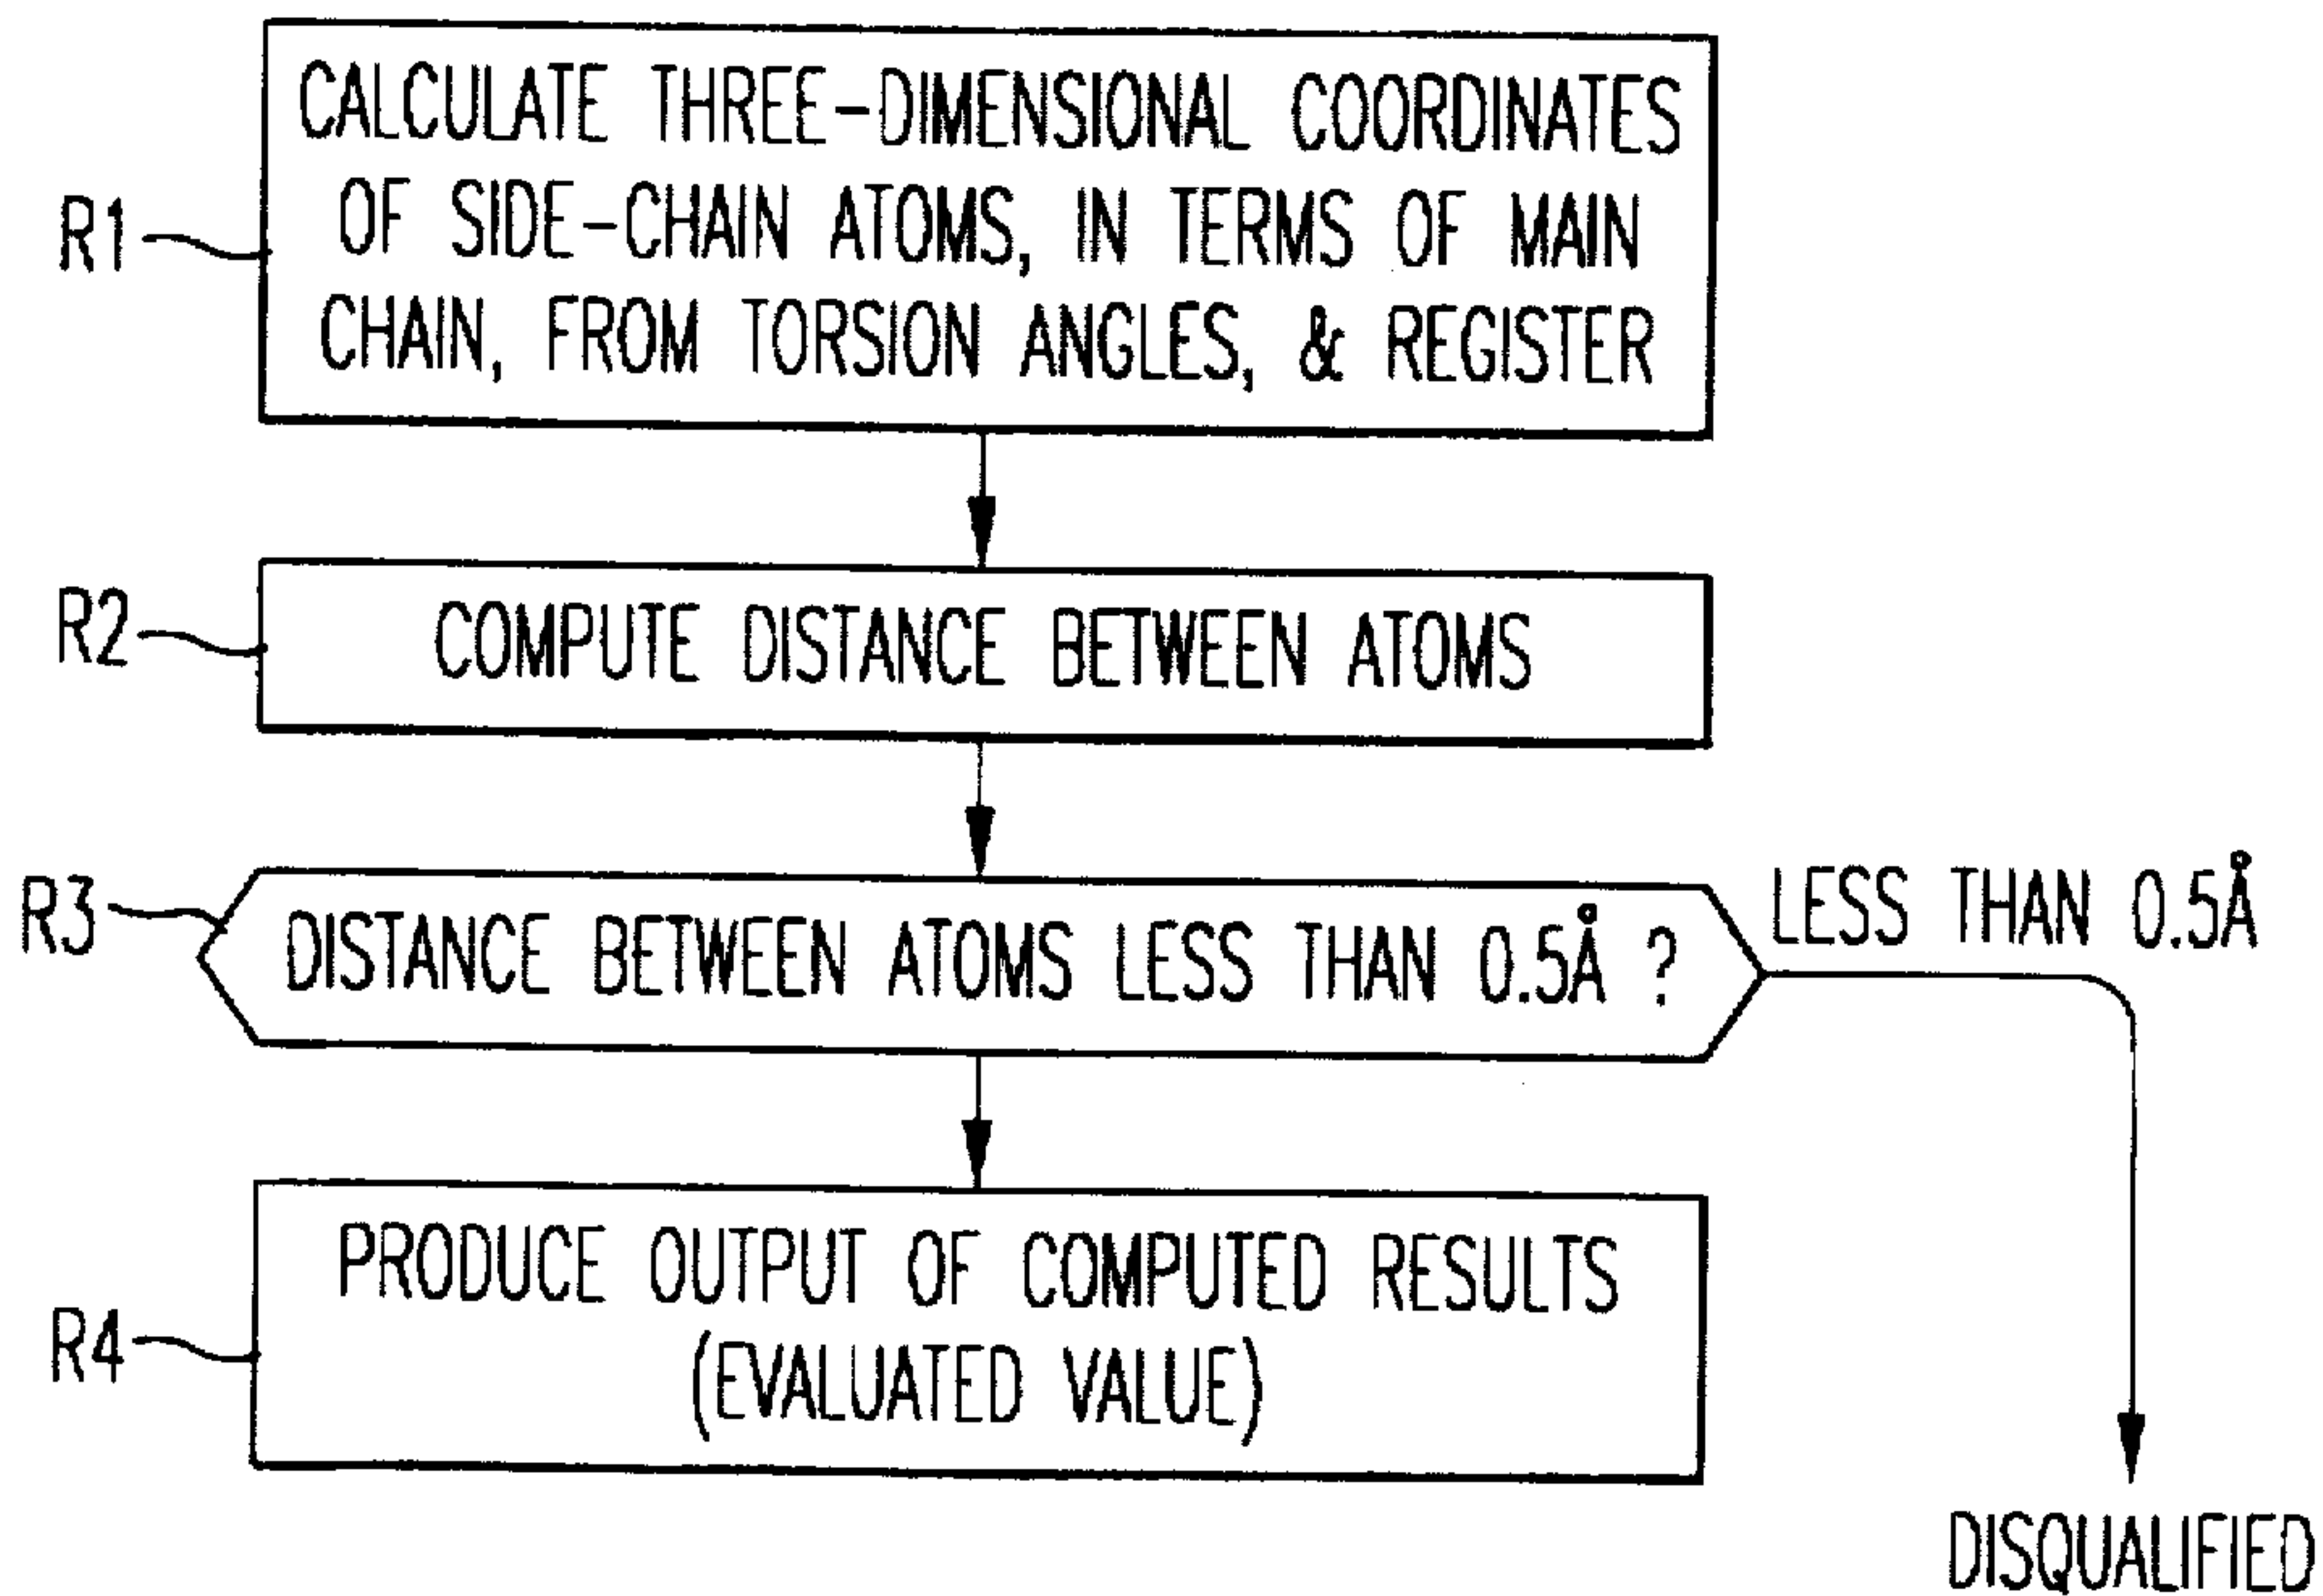 CALCULATE THREE-DIMENSIONAL COORDINATES
OF SIDE-CHAIN ATOMS, IN TERMS OF MAIN
CHAIN, FROM TORSION ANGLES, & REGISTER
R1
COMPUTE DISTANCE BETWEEN ATOMS
R2
DISTANCE BETWEEN ATOMS LESS THAN 0.5Å ?
R3
LESS THAN 0.5Å
PRODUCE OUTPUT OF COMPUTED RESULTS
(EVALUATED VALUE)
R4
DISQUALIFIED